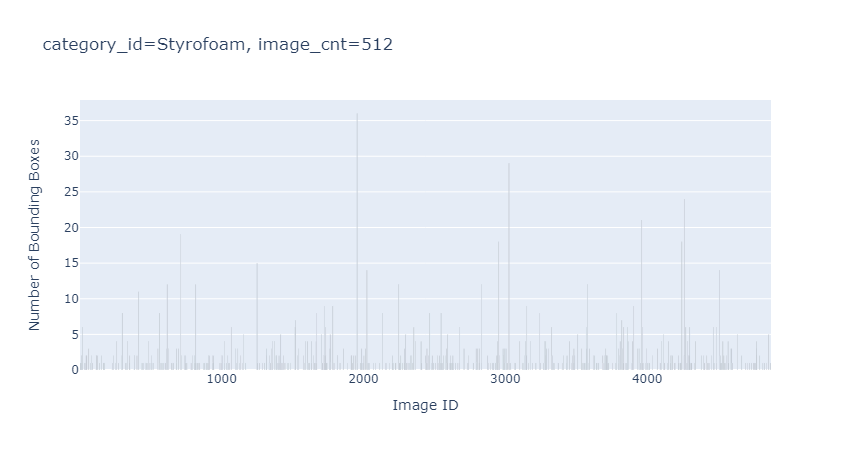 category_id=Styrofoam, image_cnt=512
Number of Bounding Boxes
35
30
25
20
15
10
5
0
1000 2000 3000 4000
Image ID